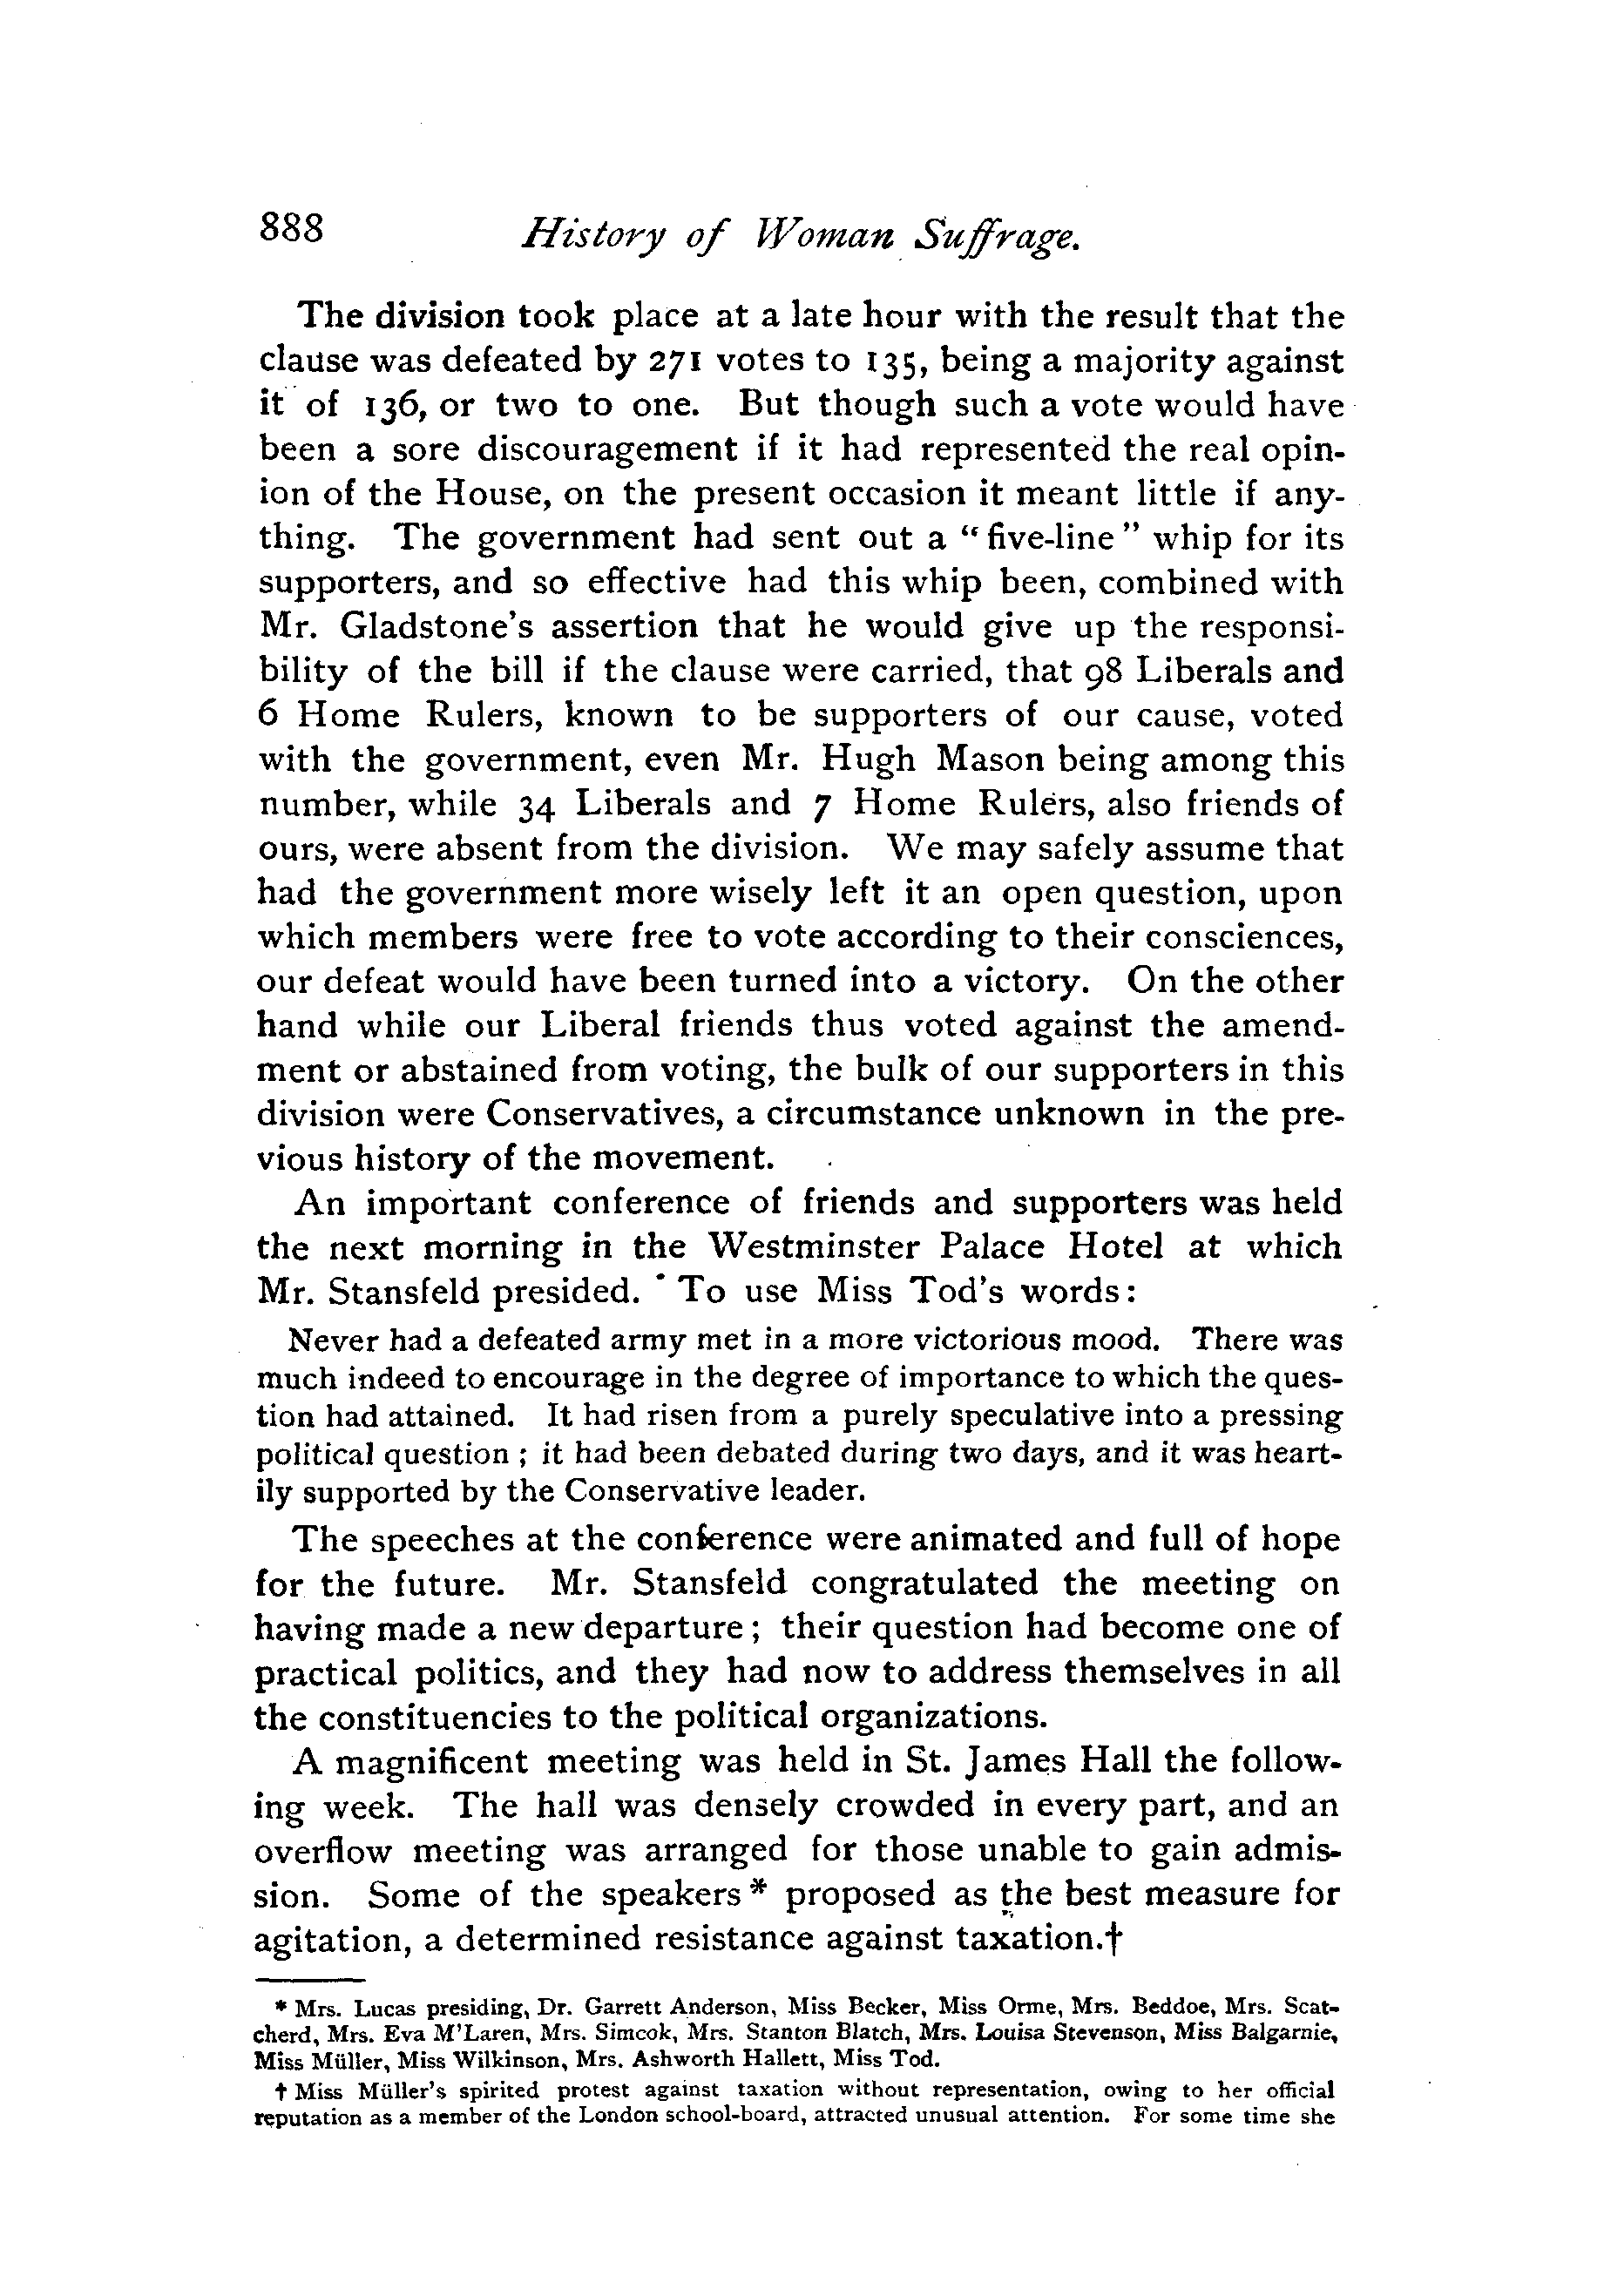 888 History of Woman Suffrage.
The division took place at a late hour with the result that the
clause was defeated by 271 votes to 135, being a majority against
it of 136, or two to one. But though such a vote would have
been a sore discouragement if it had represented the real opin-
ion of the House, on the present occasion it meant little if any-
thing. The government had sent out a “five-line” whip for its
supporters, and so effective had this whip been, combined with
Mr. Gladstone's assertion that he would give up the responsi-
bility of the bill if the clause were carried, that 98 Liberals and
6 Home Rulers, known to be supporters of our cause, voted
with the government, even Mr. Hugh Mason being among this
number, while 34 Liberals and 7 Home Rulers, also friends of
ours, were absent from the division. We may safely assume that
had the government more wisely left it an open question, upon
which members were free to vote according to their consciences,
our defeat would have been turned into a victory. On the other
hand while our Liberal friends thus voted against the amend-
ment or abstained from voting, the bulk of our supporters in this
division were Conservatives, a circumstance unknown in the pre-
vious history of the movement.
An important conference of friends and supporters was held
the next morning in the Westminster Palace Hotel at which
Mr. Stansfeld presided. To use Miss Tod's words:
Never had a defeated army met in a more victorious mood. There was
much indeed to encourage in the degree of importance to which the ques-
tion had attained. It had risen from a purely speculative into a pressing
political question ; it had been debated during two days, and it was heart-
ily supported by the Conservative leader.
The speeches at the conference were animated and full of hope
for the future. Mr. Stansfeld congratulated the meeting on
having made a new departure ; their question had become one of
practical politics, and they had now to address themselves in all
the constituencies to the political organizations.
A magnificent meeting was held in St. James Hall the follow-
ing week. The hall was densely crowded in every part, and an
overflow meeting was arranged for those unable to gain admis-
sion. Some of the speakers * proposed as the best measure for
agitation, a determined resistance against taxation.†
* Mrs. Lucas presiding, Dr. Garrett Anderson, Miss Becker, Miss Orme, Mrs. Beddoe, Mrs. Scat-
cherd, Mrs. Eva M'Laren, Mrs. Simcok, Mrs. Stanton Blatch, Mrs. Louisa Stevenson, Miss Balgarnie,
Miss Müller, Miss Wilkinson, Mrs. Ashworth Hallett, Miss Tod.
† Miss Müller's spirited protest against taxation without representation, owing to her official
reputation as a member of the London school-board, attracted unusual attention. For some time she